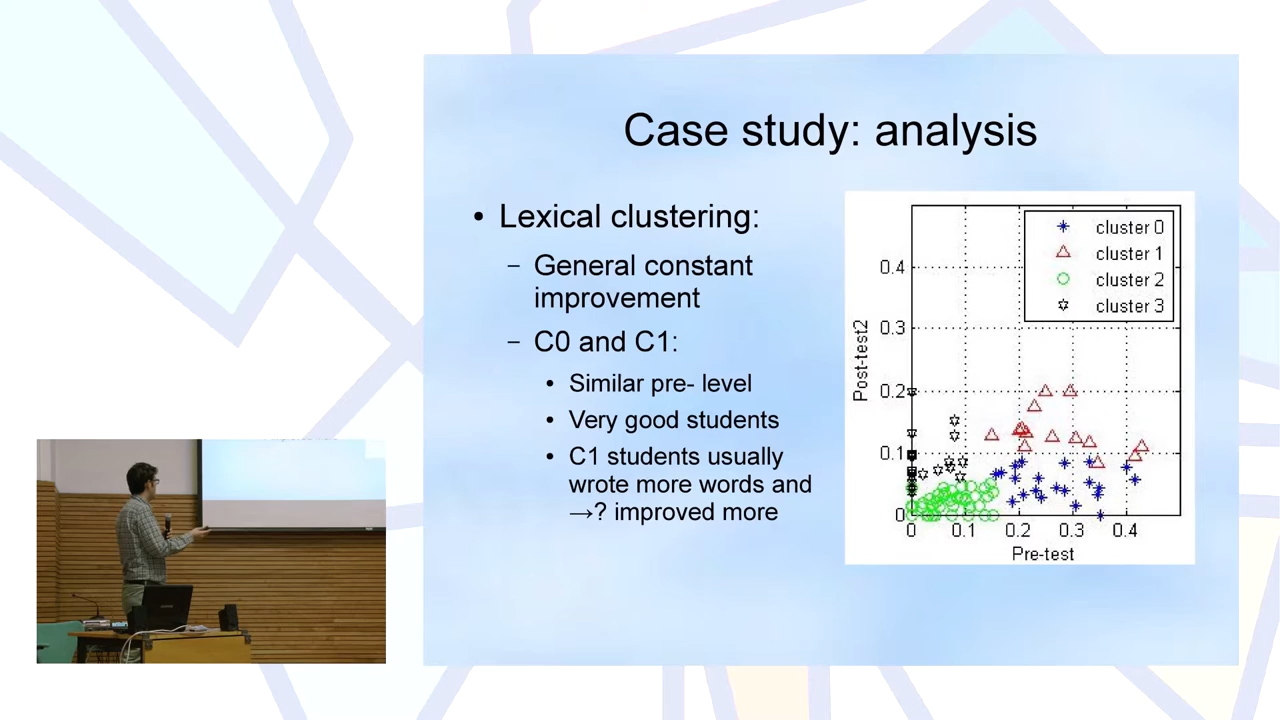 Case study: analysis
• Lexical clustering:
– General constant
improvement
– C0 and C1:
• Similar pre- level
• Very good students
• C1 students usually
wrote more words and
→? improved more
cluster 0
cluster 1
cluster 2
cluster 3
Post-test2
0.4
0.3
0.2
0.1
0
0 0.1 0.2 0.3 0.4
Pre-test